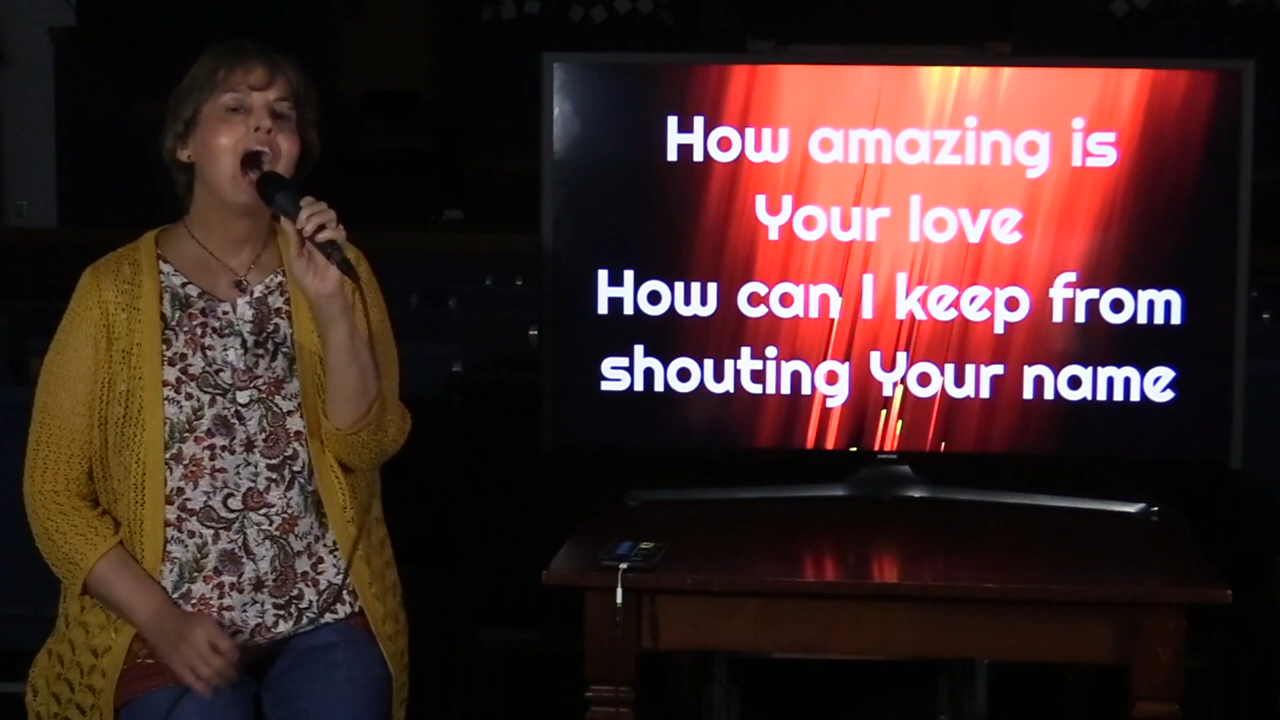 How amazing is
Your love
How can I keep from
shouting Your name